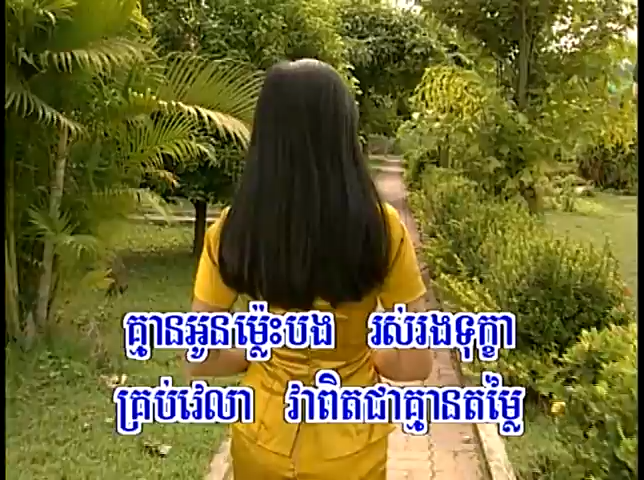 គ្មានអូនម្ល៉េះបង រស់រងទុក្ខា
គ្រប់វេលា វាពិតជាគ្មានតម្លៃ